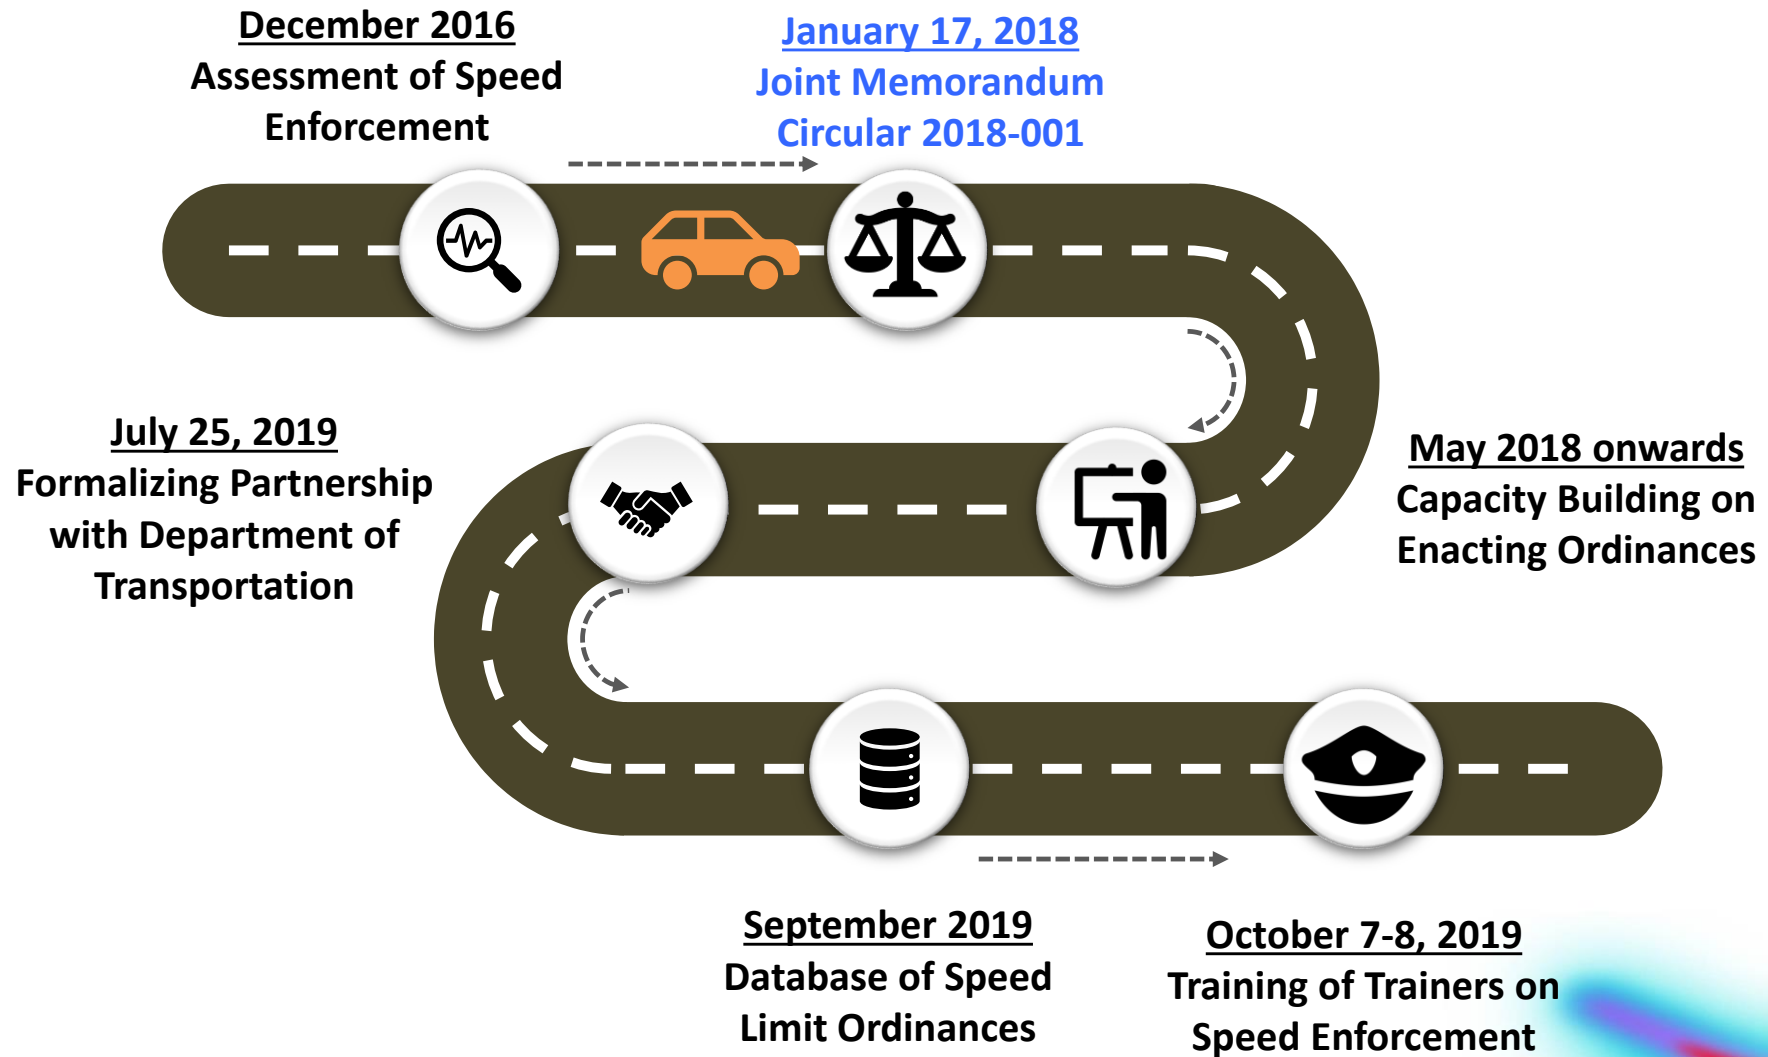 December 2016
Assessment of Speed
Enforcement
January 17, 2018
Joint Memorandum
Circular 2018-001
May 2018 onwards
Capacity Building on
Enacting Ordinances
July 25, 2019
Formalizing Partnership
with Department of
Transportation
September 2019
Database of Speed
Limit Ordinances
October 7-8, 2019
Training of Trainers on
Speed Enforcement